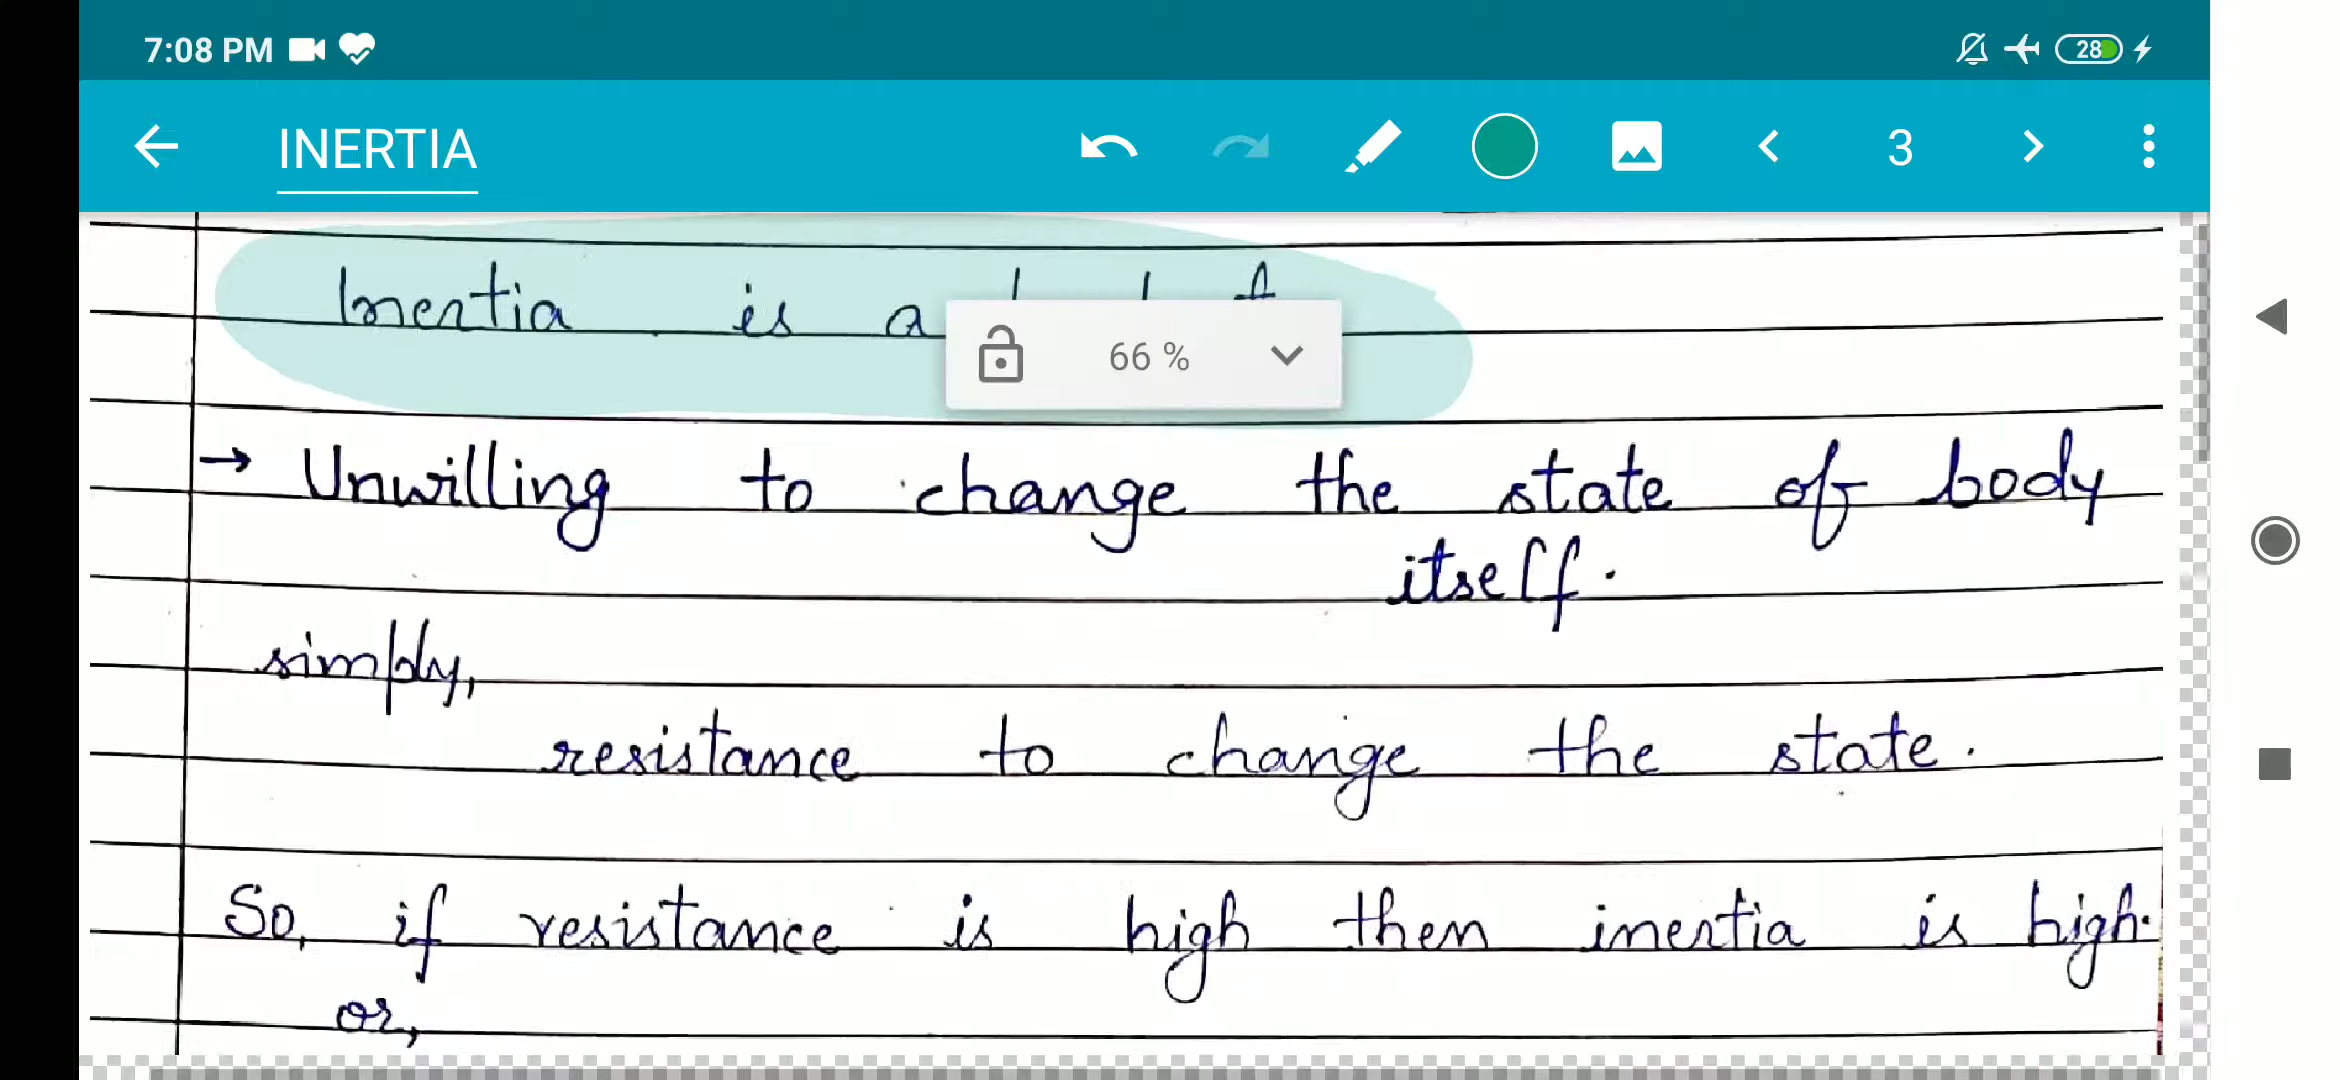 7:08 PM 28
INERTIA 3
Inertia is a
66 %
→ Unwilling to change the state of body
itself.
simply,
resistance to change the state.
So, if resistance is high then inertia is high.
or,